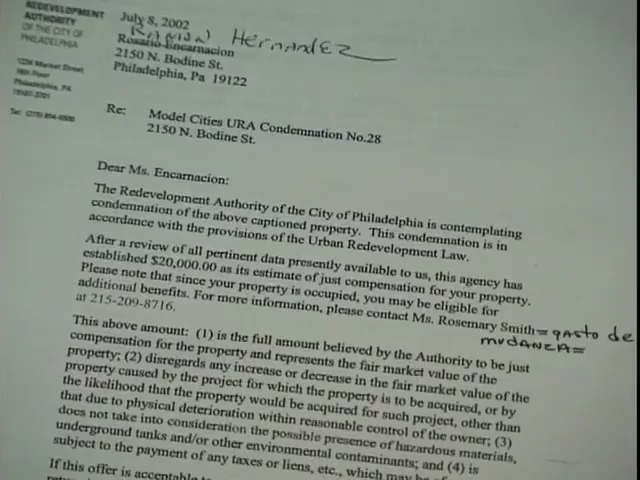 REDEVELOPMENT
AUTHORITY
OF THE CITY OF
PHILADELPHIA
1234 Market Street
16th Floor
Philadelphia, PA
July 8, 2002
RAMON HernandEZ
Rosario Encarnacion
2150 N. Bodine St.
Philadelphia, Pa 19122
Re: Model Cities URA Condemnation No.28
2150 N. Bodine St.
Dear Ms. Encarnacion:
The Redevelopment Authority of the City of Philadelphia is contemplating
condemnation of the above captioned property. This condemnation is in
accordance with the provisions of the Urban Redevelopment Law.
After a review of all pertinent data presently available to us, this agency has
established $20,000.00 as its estimate of just compensation for your property.
Please note that since your property is occupied, you may be eligible for
additional benefits. For more information, please contact Ms. Rosemary Smith = gasto de
at 215-209-8716. mudanza=
This above amount: (1) is the full amount believed by the Authority to be just
compensation for the property and represents the fair market value of the
property; (2) disregards any increase or decrease in the fair market value of the
property caused by the project for which the property is to be acquired, or by
the likelihood that the property would be acquired for such project, other than
that due to physical deterioration within reasonable control of the owner; (3)
does not take into consideration the possible presence of hazardous materials,
underground tanks and/or other environmental contaminants; and (4) is
subject to the payment of any taxes or liens, etc., which may be of
If this offer is acceptable